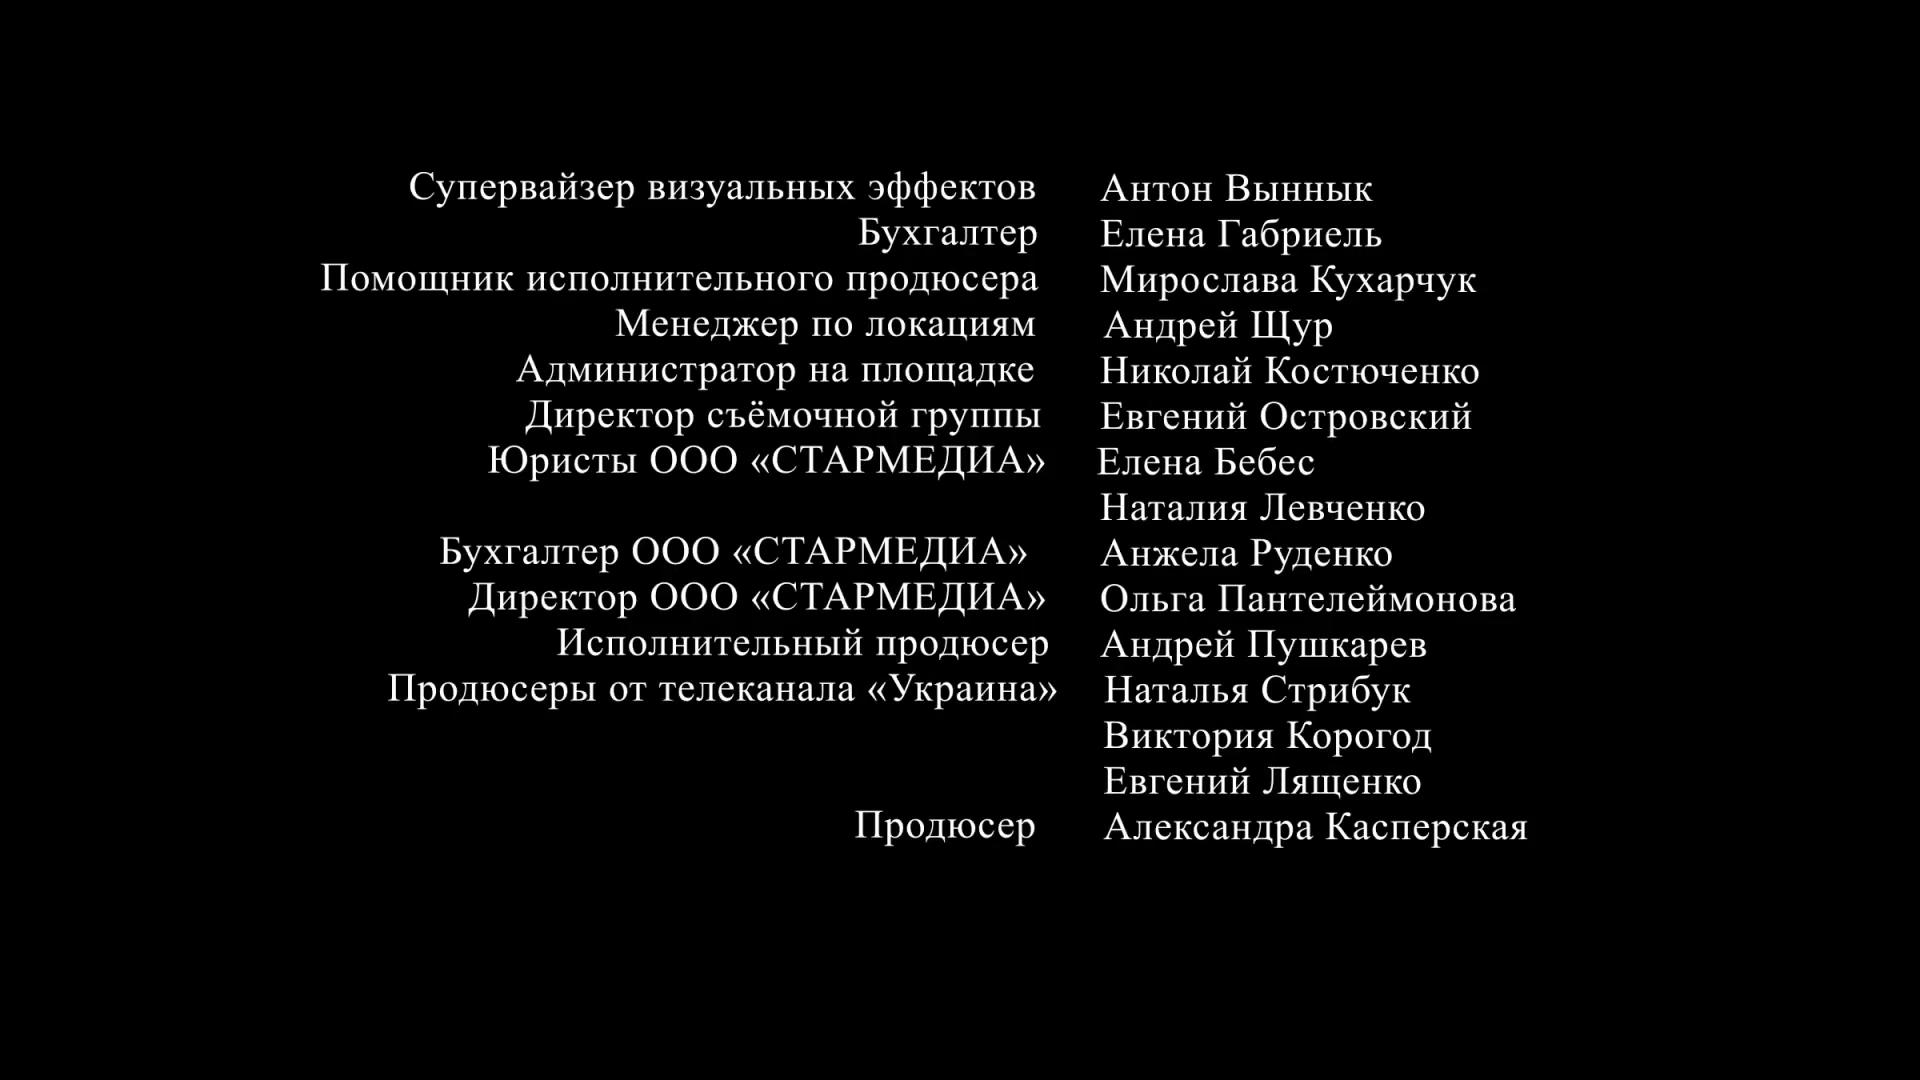 Супервайзер визуальных эффектов Антон Выннык
Бухгалтер Елена Габриель
Помощник исполнительного продюсера Мирослава Кухарчук
Менеджер по локациям Андрей Щур
Администратор на площадке Николай Костюченко
Директор съёмочной группы Евгений Островский
Юристы ООО «СТАРМЕДИА» Елена Бебес
Наталия Левченко
Бухгалтер ООО «СТАРМЕДИА» Анжела Руденко
Директор ООО «СТАРМЕДИА» Ольга Пантелеймонова
Исполнительный продюсер Андрей Пушкарев
Продюсеры от телеканала «Украина» Наталья Стрибук
Виктория Корогод
Евгений Лященко
Продюсер Александра Касперская